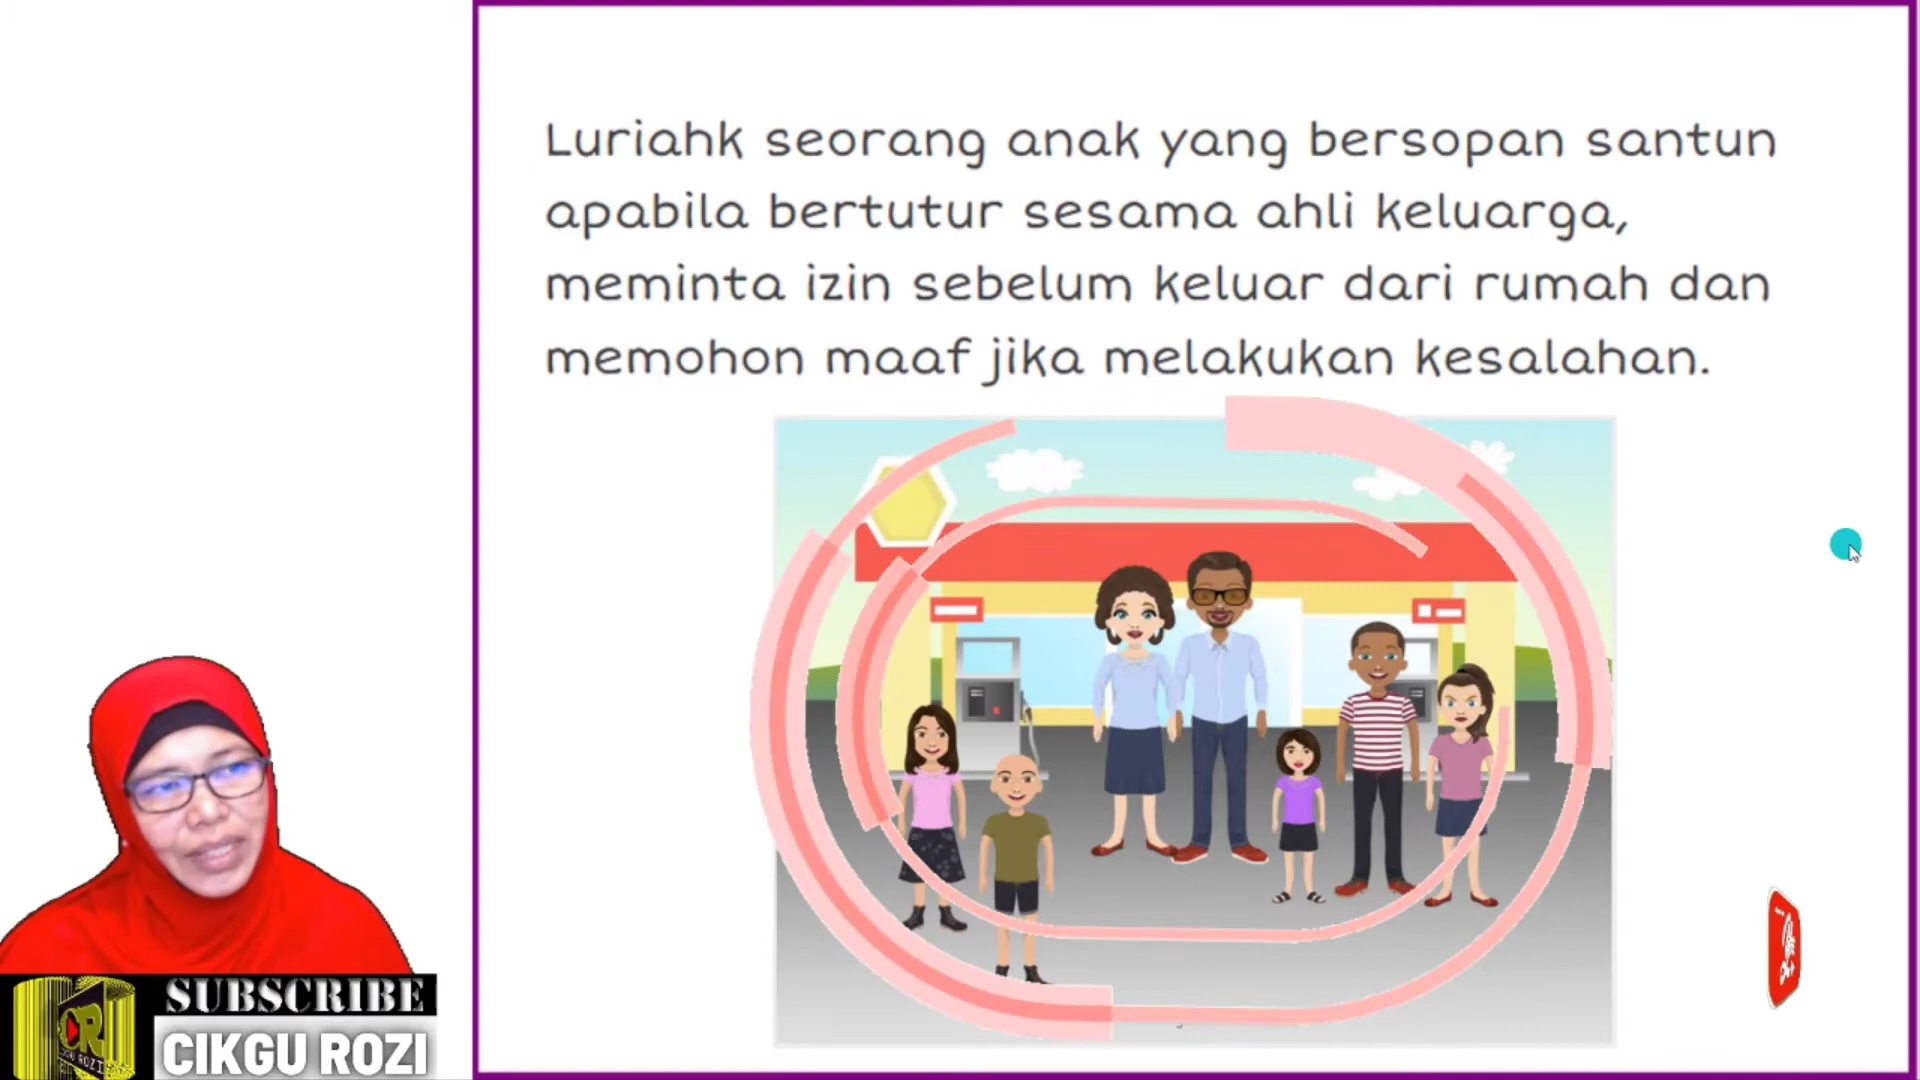 Luriahk seorang anak yang bersopan santun
apabila bertutur sesama ahli keluarga,
meminta izin sebelum keluar dari rumah dan
memohon maaf jika melakukan kesalahan.
SUBSCRIBE
CIKGU ROZI